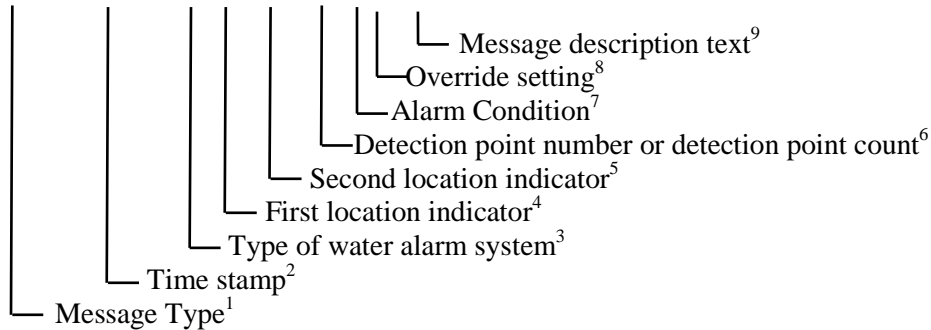 Message description text⁹
Override setting⁸
Alarm Condition⁷
Detection point number or detection point count⁶
Second location indicator⁵
First location indicator⁴
Type of water alarm system³
Time stamp²
Message Type¹